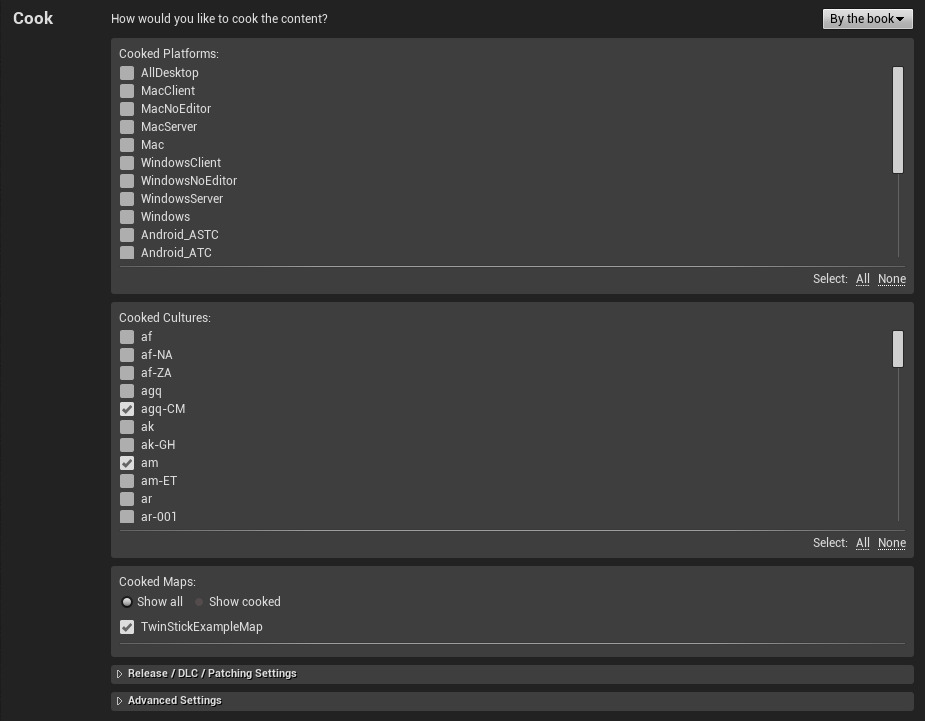 Cook
How would you like to cook the content?
By the book
Cooked Platforms:
AllDesktop
MacClient
MacNoEditor
MacServer
Mac
WindowsClient
WindowsNoEditor
WindowsServer
Windows
Android_ASTC
Android_ATC
Select: All None
Cooked Cultures:
af
af-NA
af-ZA
agq
agq-CM
ak
ak-GH
am
am-ET
ar
ar-001
Select: All None
Cooked Maps:
Show all Show cooked
TwinStickExampleMap
Release / DLC / Patching Settings
Advanced Settings